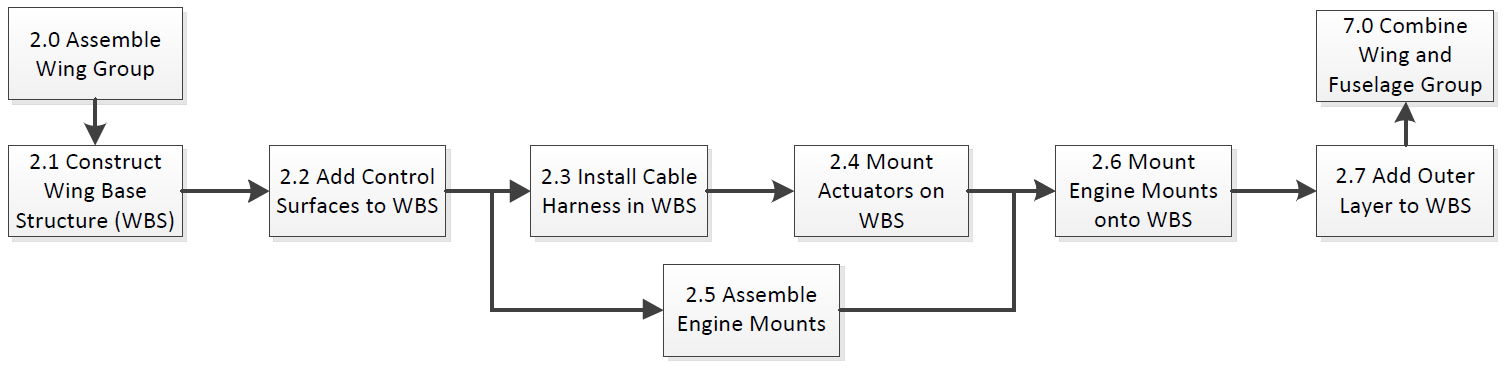 2.0 Assemble
Wing Group
7.0 Combine
Wing and
Fuselage Group
2.1 Construct
Wing Base
Structure (WBS)
2.2 Add Control
Surfaces to WBS
2.3 Install Cable
Harness in WBS
2.4 Mount
Actuators on
WBS
2.6 Mount
Engine Mounts
onto WBS
2.7 Add Outer
Layer to WBS
2.5 Assemble
Engine Mounts